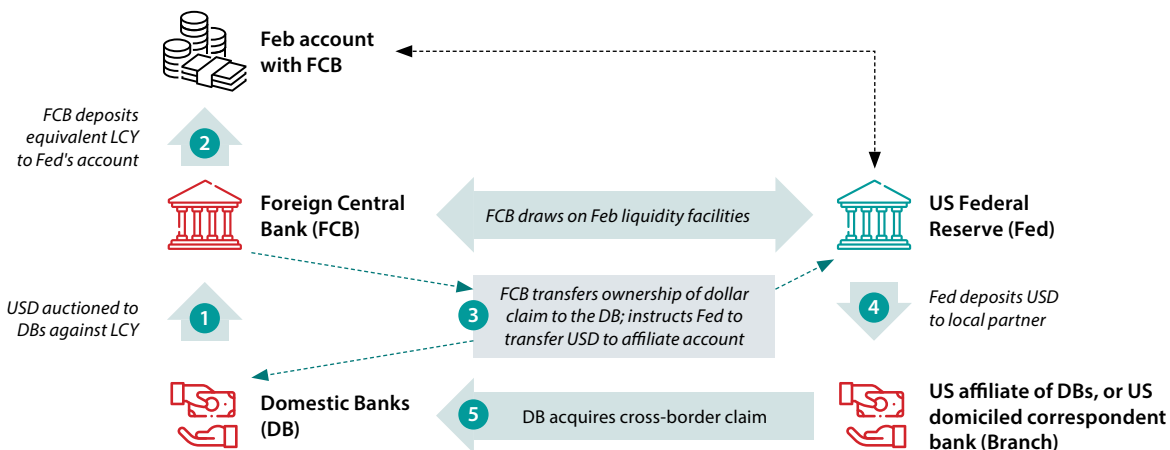 Feb account
with FCB
FCB deposits
equivalent LCY
to Fed's account
2
Foreign Central
Bank (FCB)
FCB draws on Feb liquidity facilities
US Federal
Reserve (Fed)
USD auctioned to
DBs against LCY
1
3
FCB transfers ownership of dollar
claim to the DB; instructs Fed to
transfer USD to affiliate account
4
Fed deposits USD
to local partner
Domestic Banks
(DB)
5
DB acquires cross-border claim
US affiliate of DBs, or US
domiciled correspondent
bank (Branch)